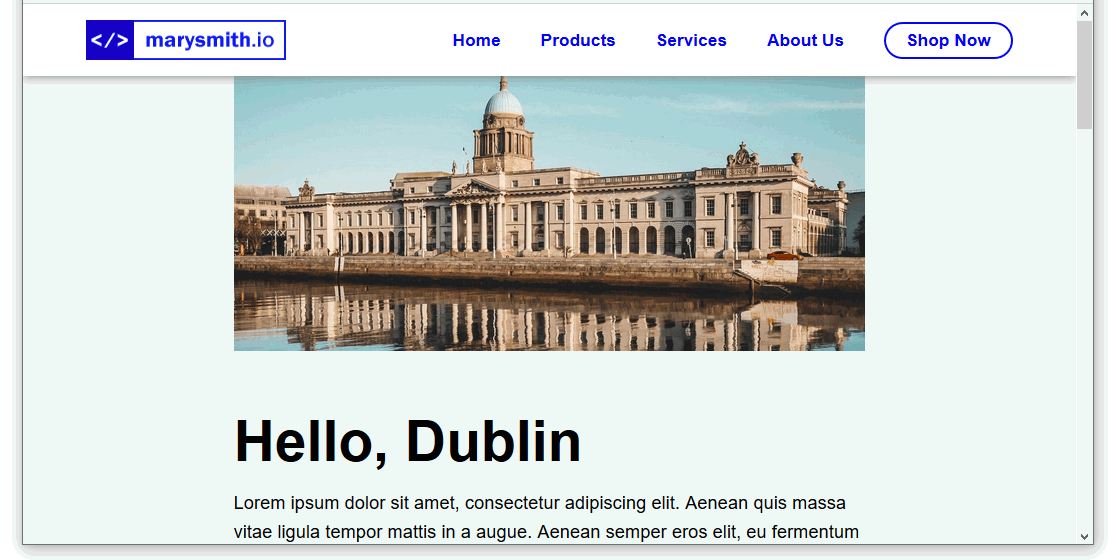 </> marysmith.io
Home Products Services About Us Shop Now
Hello, Dublin
Lorem ipsum dolor sit amet, consectetur adipiscing elit. Aenean quis massa
vitae ligula tempor mattis in a augue. Aenean semper eros elit, eu fermentum